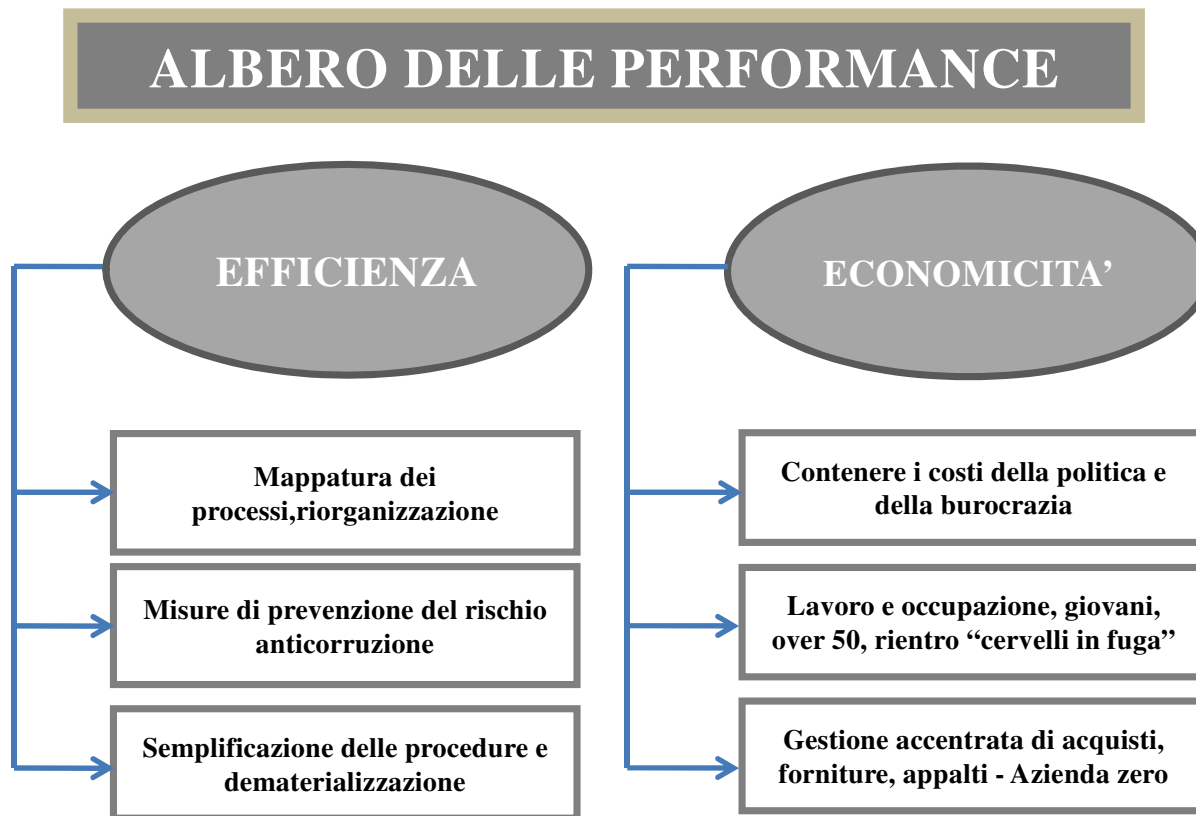 ALBERO DELLE PERFORMANCE
EFFICIENZA
Mappatura dei
processi,riorganizzazione
Misure di prevenzione del rischio
anticorruzione
Semplificazione delle procedure e
dematerializzazione
ECONOMICITA’
Contenere i costi della politica e
della burocrazia
Lavoro e occupazione, giovani,
over 50, rientro “cervelli in fuga”
Gestione accentrata di acquisti,
forniture, appalti - Azienda zero